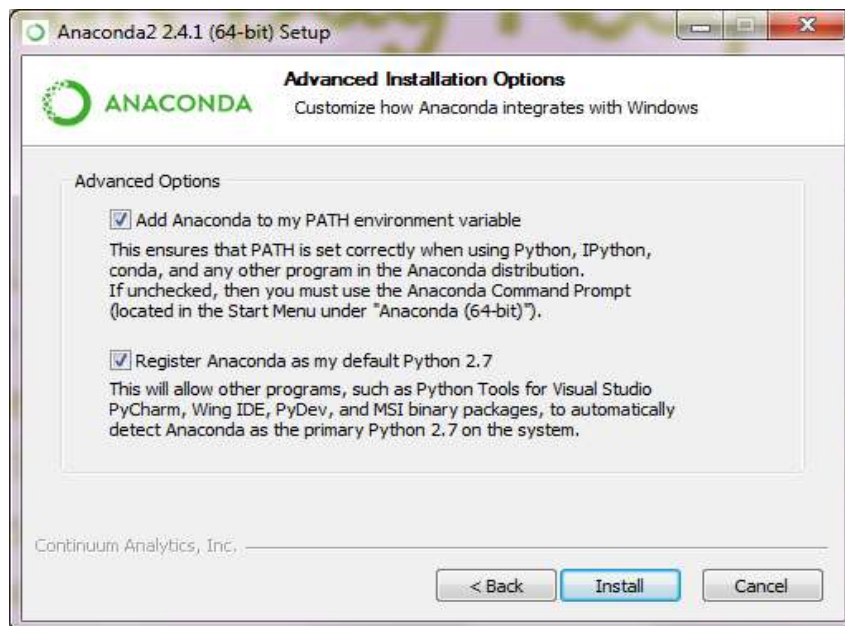 Anaconda2 2.4.1 (64-bit) Setup
Advanced Installation Options
ANACONDA
Customize how Anaconda integrates with Windows
Advanced Options
Add Anaconda to my PATH environment variable
This ensures that PATH is set correctly when using Python, IPython,
conda, and any other program in the Anaconda distribution.
If unchecked, then you must use the Anaconda Command Prompt
(located in the Start Menu under "Anaconda (64-bit)").
Register Anaconda as my default Python 2.7
This will allow other programs, such as Python Tools for Visual Studio
PyCharm, Wing IDE, PyDev, and MSI binary packages, to automatically
detect Anaconda as the primary Python 2.7 on the system.
Continuum Analytics, Inc.
< Back
Install
Cancel